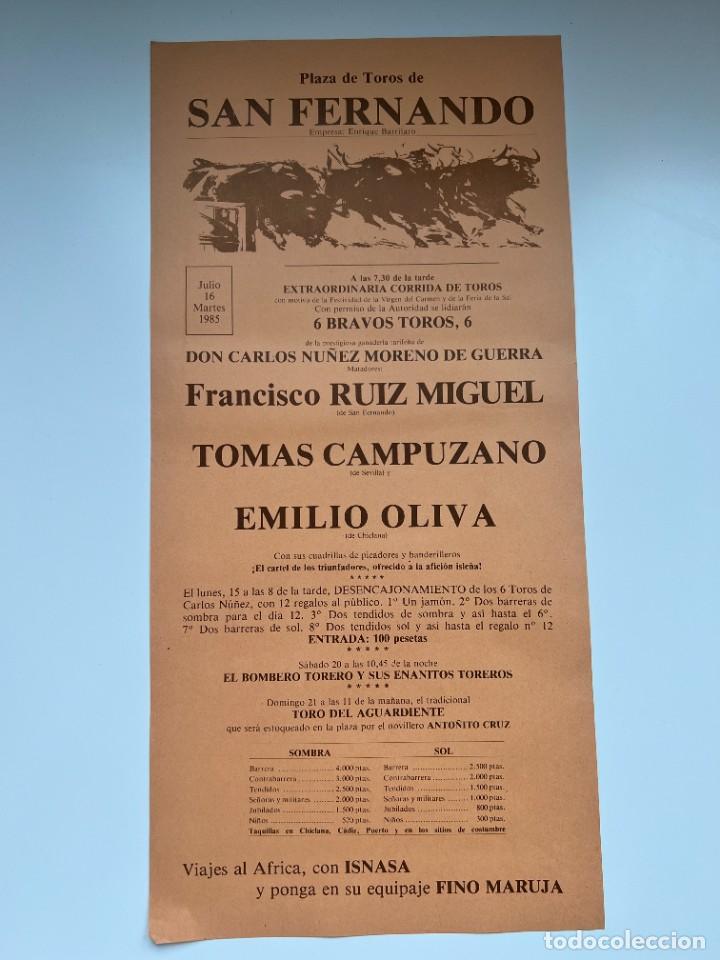 Plaza de Toros de
SAN FERNANDO
Empresa: Enrique Barrilaro
Julio
16
Martes
1985
A las 7,30 de la tarde
EXTRAORDINARIA CORRIDA DE TOROS
con motivo de la Festividad de la Virgen del Carmen y de la Feria de la Sal
Con permiso de la Autoridad se lidiarán
6 BRAVOS TOROS, 6
de la prestigiosa ganadería tarifeña de
DON CARLOS NUÑEZ MORENO DE GUERRA
Matadores:
Francisco RUIZ MIGUEL
(de San Fernando)
TOMAS CAMPUZANO
(de Sevilla) y
EMILIO OLIVA
(de Chiclana)
Con sus cuadrillas de picadores y banderilleros
¡El cartel de los triunfadores, ofrecido a la afición isleña!
* * * * *
El lunes, 15 a las 8 de la tarde, DESENCAJONAMIENTO de los 6 Toros de
Carlos Núñez, con 12 regalos al público. 1º Un jamón. 2º Dos barreras de
sombra para el día 12. 3º Dos tendidos de sombra y así hasta el 6º.
7º Dos barreras de sol. 8º Dos tendidos sol y así hasta el regalo nº 12
ENTRADA: 100 pesetas
* * * * *
Sábado 20 a las 10,45 de la noche
EL BOMBERO TORERO Y SUS ENANITOS TOREROS
* * * * *
Domingo 21 a las 11 de la mañana, el tradicional
TORO DEL AGUARDIENTE
que será estoqueado en la plaza por el novillero ANTOÑITO CRUZ
SOMBRA SOL
Barrera 4.000 ptas. Barrera 2.500 ptas.
Contrabarrera 3.000 ptas. Contrabarrera 2.000 ptas.
Tendidos 2.500 ptas. Tendidos 1.500 ptas.
Señoras y militares 2.000 ptas. Señoras y militares 1.000 ptas.
Jubilados 1.500 ptas. Jubilados 800 ptas.
Niños 520 ptas. Niños 300 ptas.
Taquillas en Chiclana, Cádiz, Puerto y en los sitios de costumbre
Viajes al Africa, con ISNASA
y ponga en su equipaje FINO MARUJA
todocoleccion